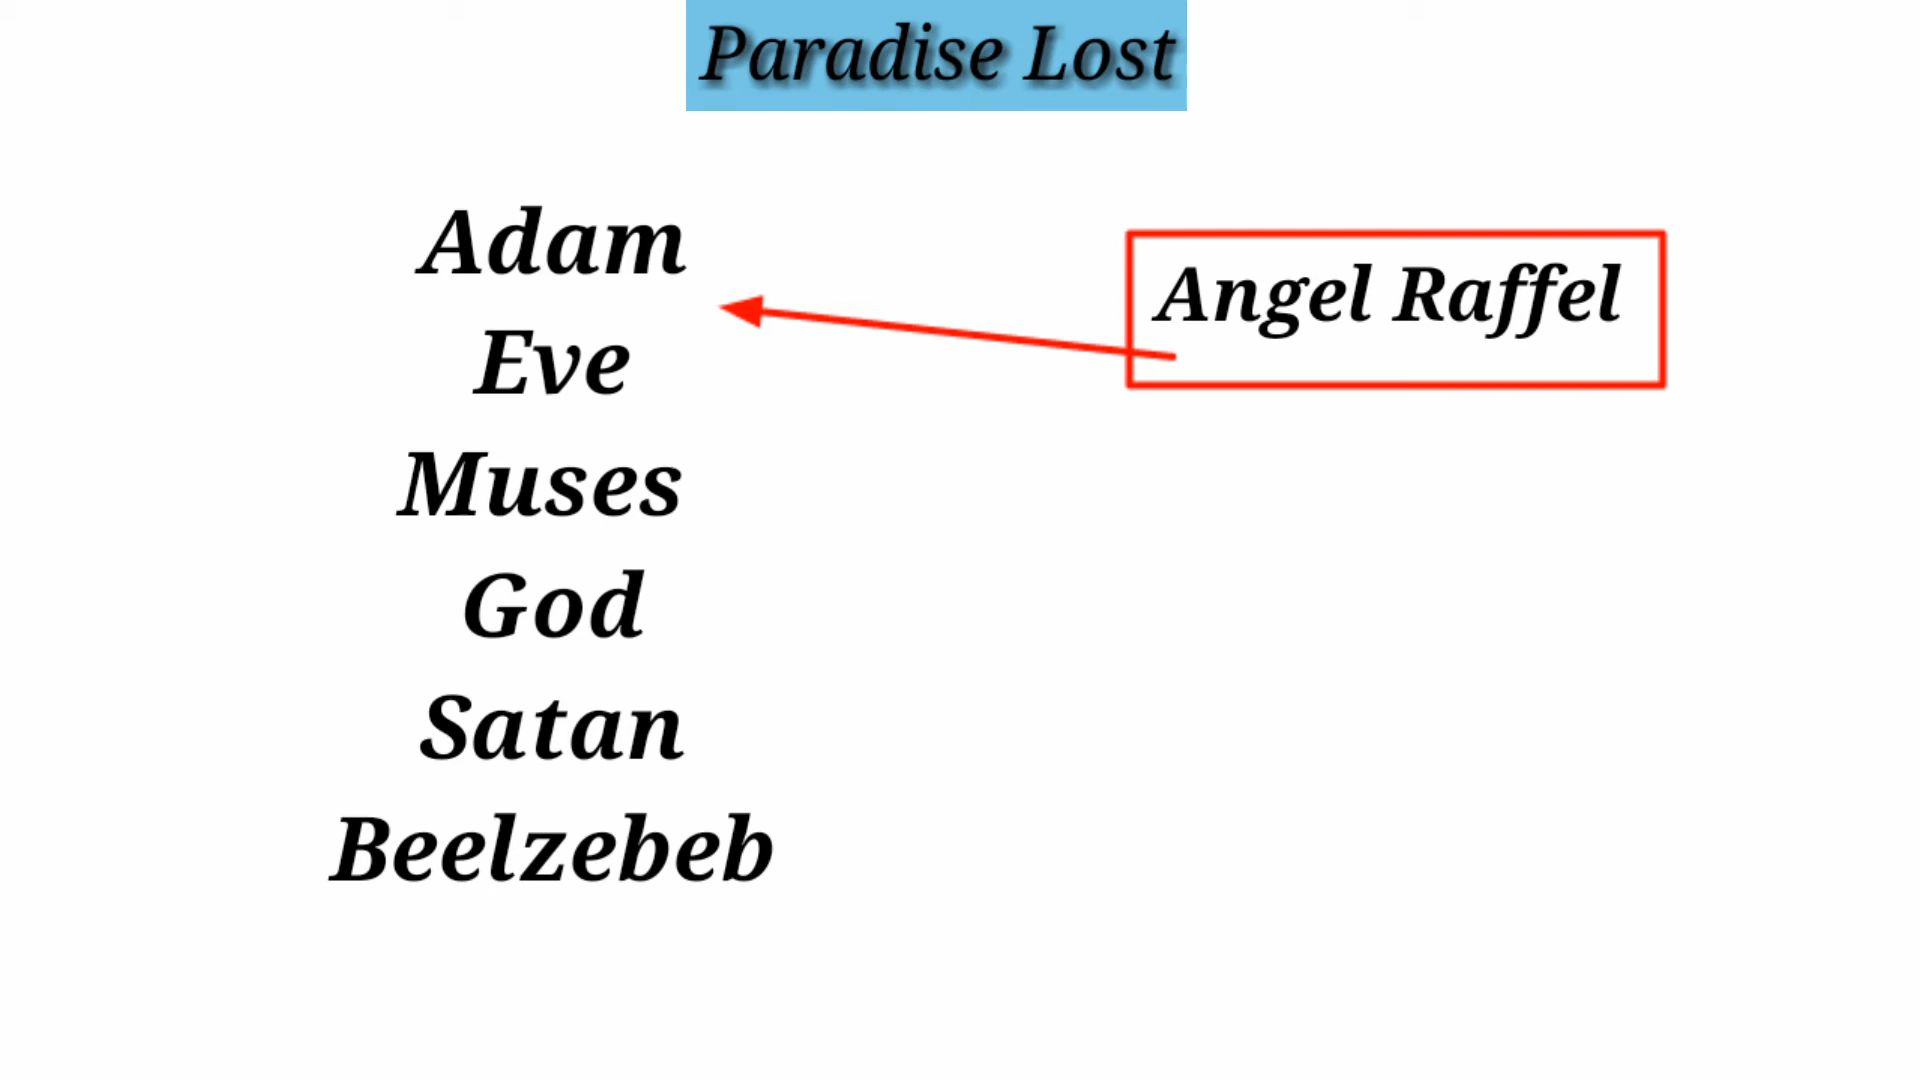 Paradise Lost
Adam
Angel Raffel
Eve
Muses
God
Satan
Beelzebeb